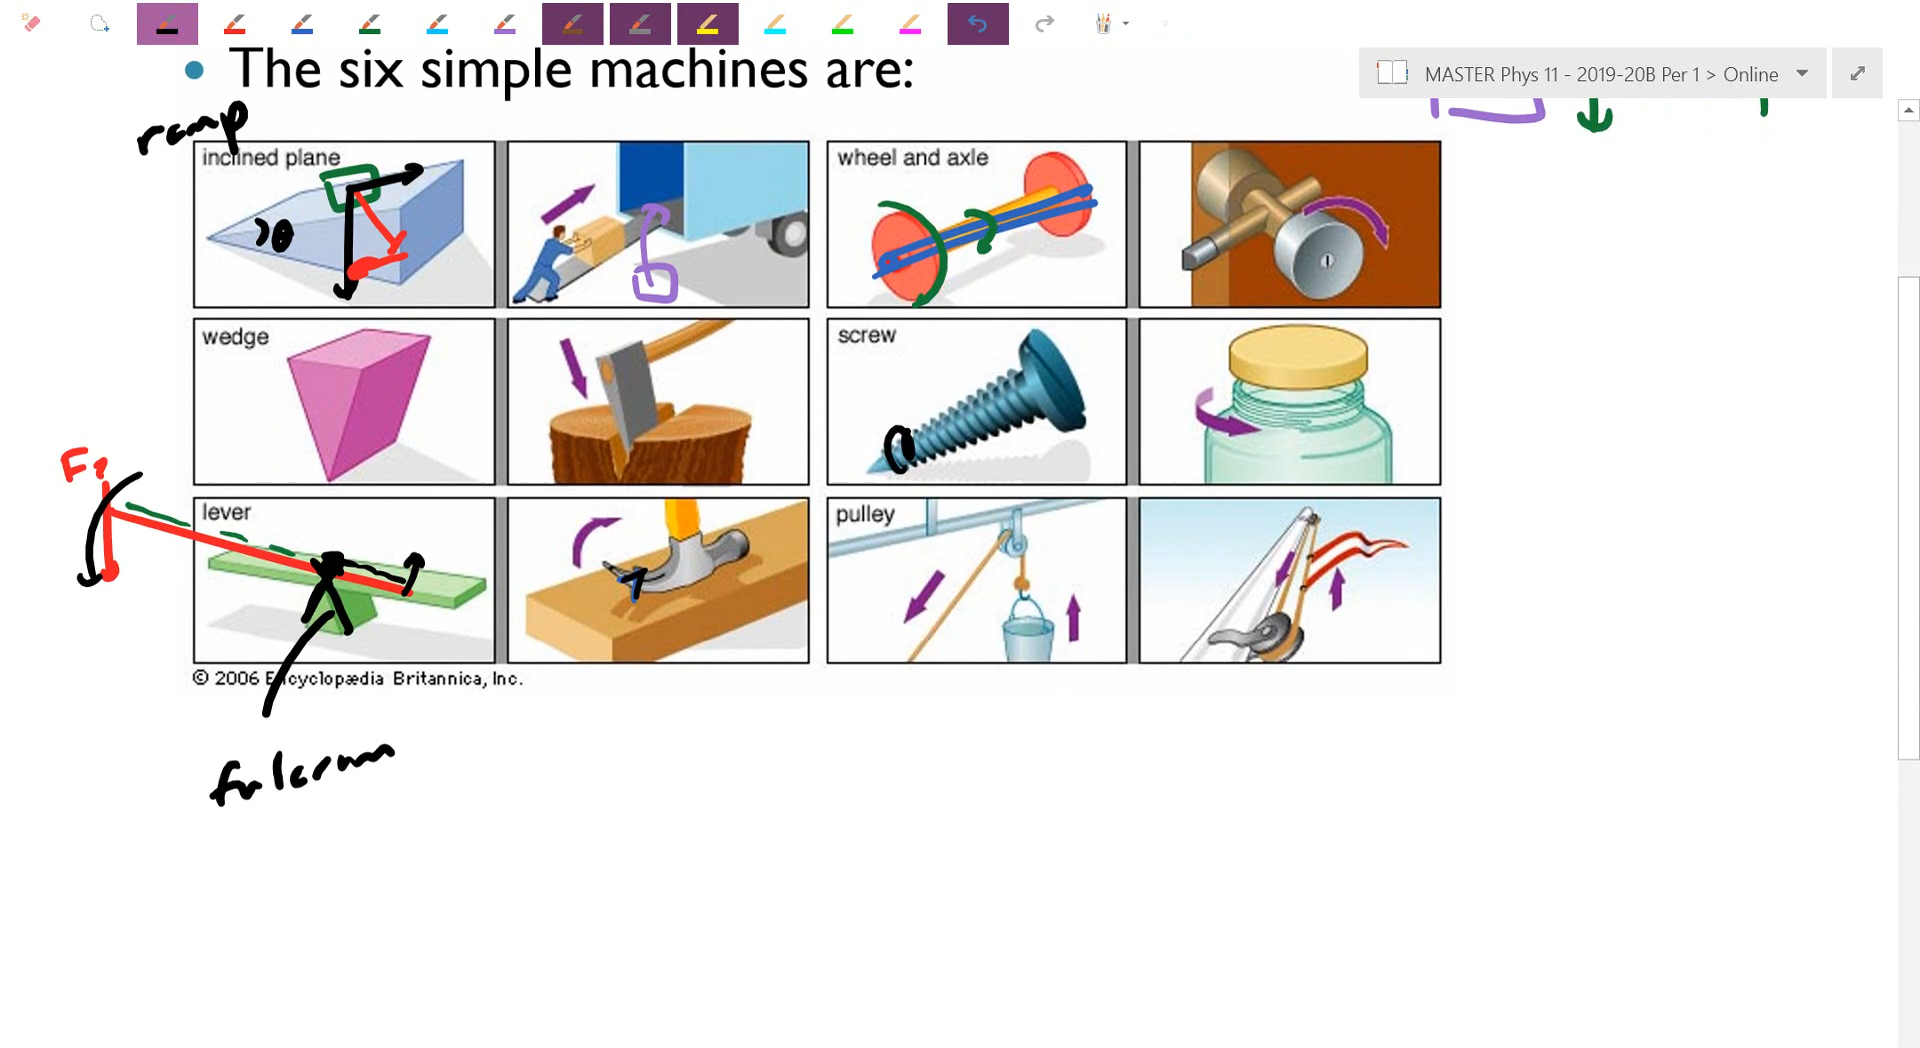 • The six simple machines are:
MASTER Phys 11 - 2019-20B Per 1 > Online
ramp
inclined plane
θ
wheel and axle
wedge
screw
F?
lever
pulley
© 2006 Encyclopædia Britannica, Inc.
fulcrum